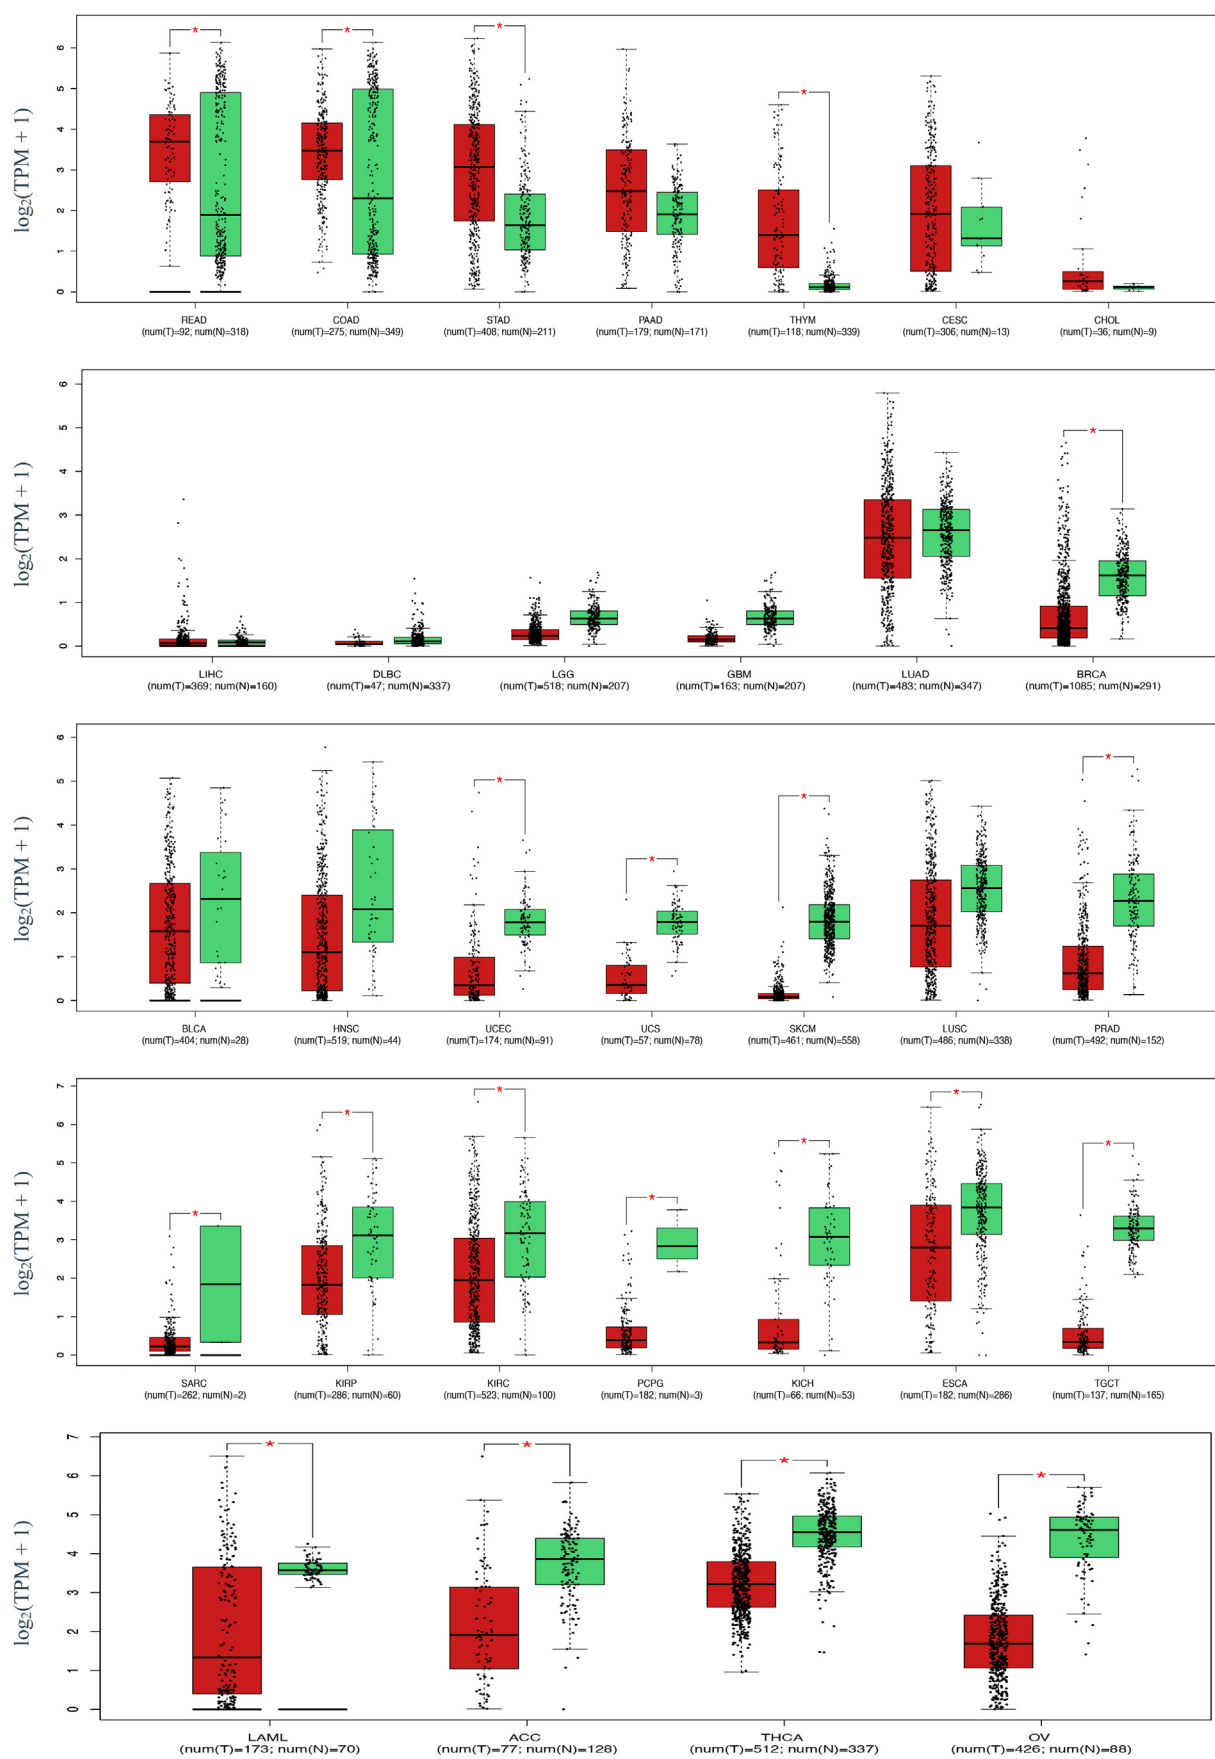 log₂(TPM + 1)
6
5
4
3
2
1
0
* * * *
READ COAD STAD PAAD THYM CESC CHOL
(num(T)=92; num(N)=318) (num(T)=275; num(N)=349) (num(T)=408; num(N)=211) (num(T)=179; num(N)=171) (num(T)=118; num(N)=339) (num(T)=306; num(N)=13) (num(T)=36; num(N)=9)
log₂(TPM + 1)
6
5
4
3
2
1
0
*
LIHC DLBC LGG GBM LUAD BRCA
(num(T)=369; num(N)=160) (num(T)=47; num(N)=337) (num(T)=518; num(N)=207) (num(T)=163; num(N)=207) (num(T)=483; num(N)=347) (num(T)=1085; num(N)=291)
log₂(TPM + 1)
6
5
4
3
2
1
0
* * * *
BLCA HNSC UCEC UCS SKCM LUSC PRAD
(num(T)=404; num(N)=28) (num(T)=519; num(N)=44) (num(T)=174; num(N)=91) (num(T)=57; num(N)=78) (num(T)=461; num(N)=558) (num(T)=486; num(N)=338) (num(T)=492; num(N)=152)
log₂(TPM + 1)
7
6
5
4
3
2
1
0
* * * * * * *
SARC KIRP KIRC PCPG KICH ESCA TGCT
(num(T)=262; num(N)=2) (num(T)=286; num(N)=60) (num(T)=523; num(N)=100) (num(T)=182; num(N)=3) (num(T)=66; num(N)=53) (num(T)=182; num(N)=286) (num(T)=137; num(N)=165)
log₂(TPM + 1)
7
6
5
4
3
2
1
0
* * * *
LAML ACC THCA OV
(num(T)=173; num(N)=70) (num(T)=77; num(N)=128) (num(T)=512; num(N)=337) (num(T)=426; num(N)=88)